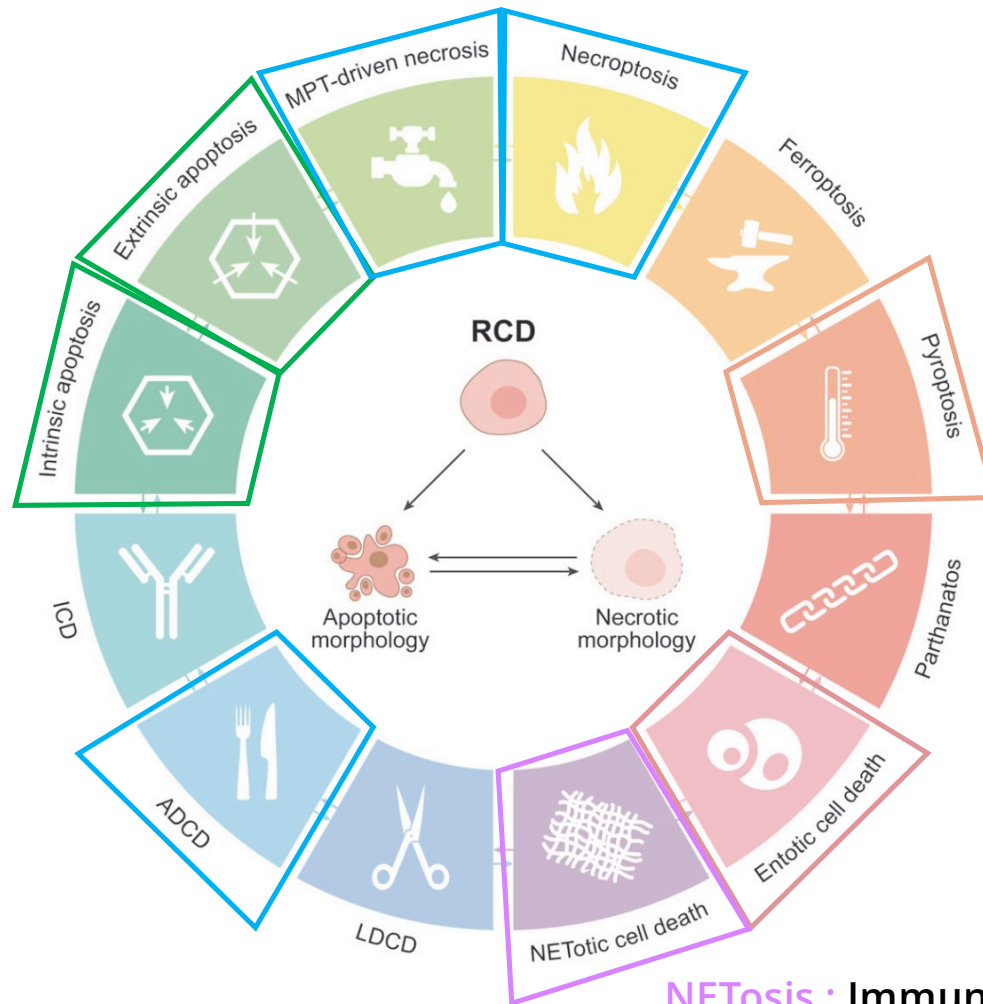 MPT-driven necrosis
Necroptosis
Ferroptosis
Pyroptosis
Parthanatos
Entotic cell death
NETotic cell death
LDCD
ADCD
ICD
Intrinsic apoptosis
Extrinsic apoptosis
RCD
Apoptotic
morphology
Necrotic
morphology
NETosis : Immun